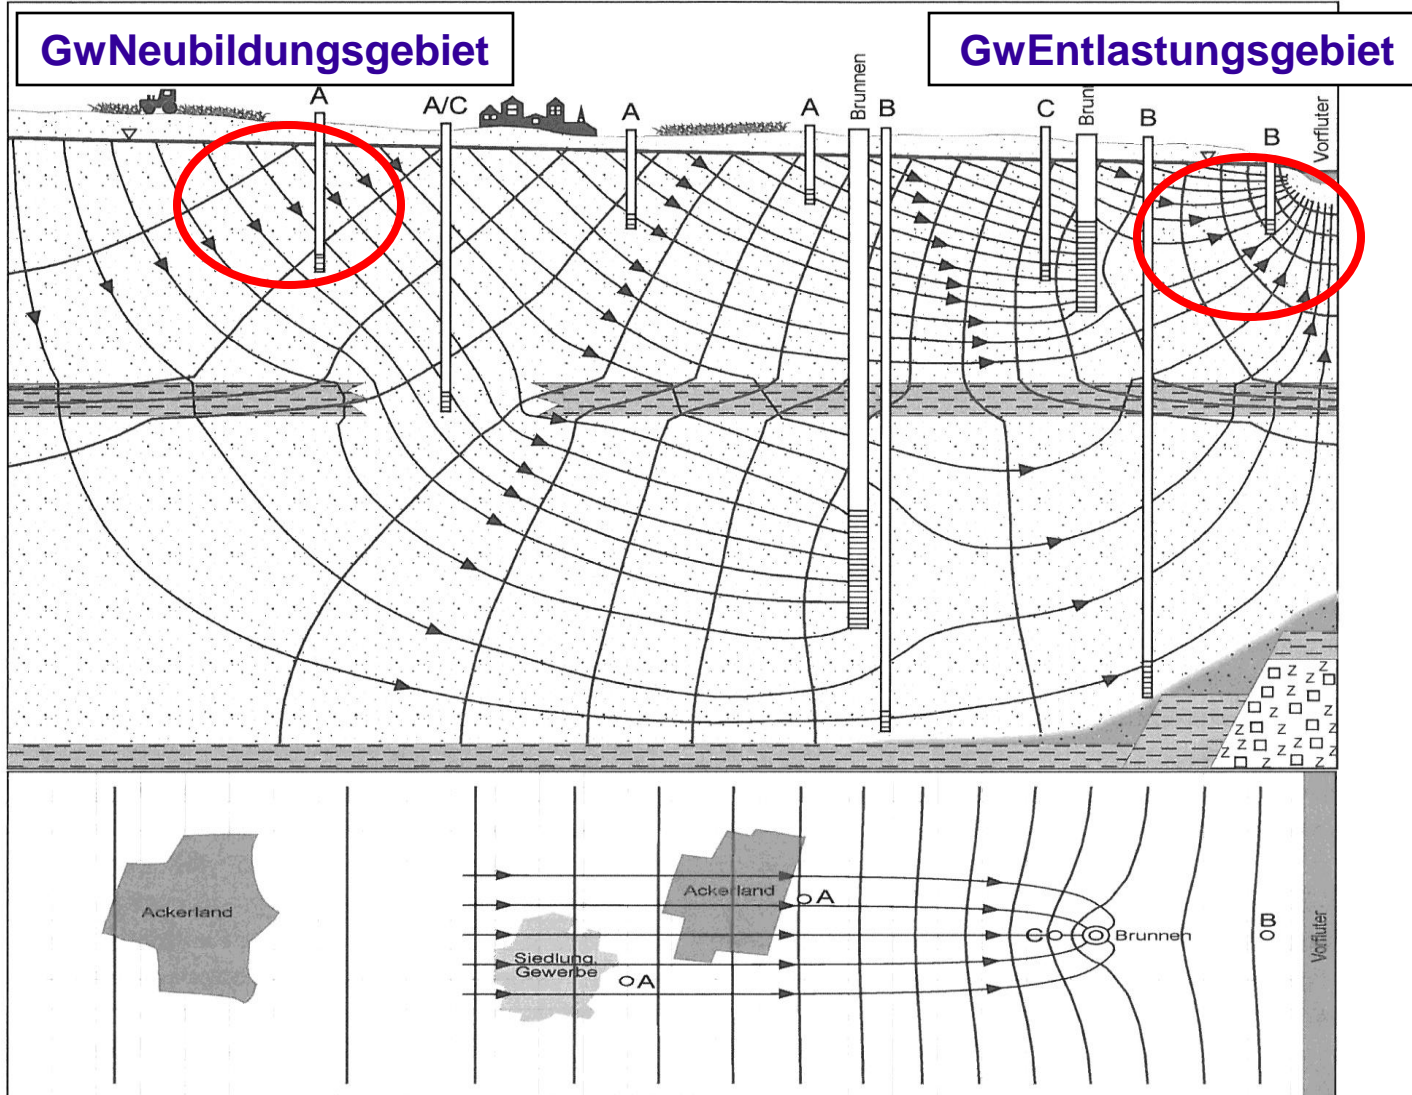 GwNeubildungsgebiet
GwEntlastungsgebiet
A
A/C
A
A
Brunnen
B
C
B
B
Vorfluter
Z Z
Z Z
Z
Z Z
Z Z Z
Z Z Z
Ackerland
Siedlung,
Gewerbe
A
Ackerland
A
C
Brunnen
B
Vorfluter